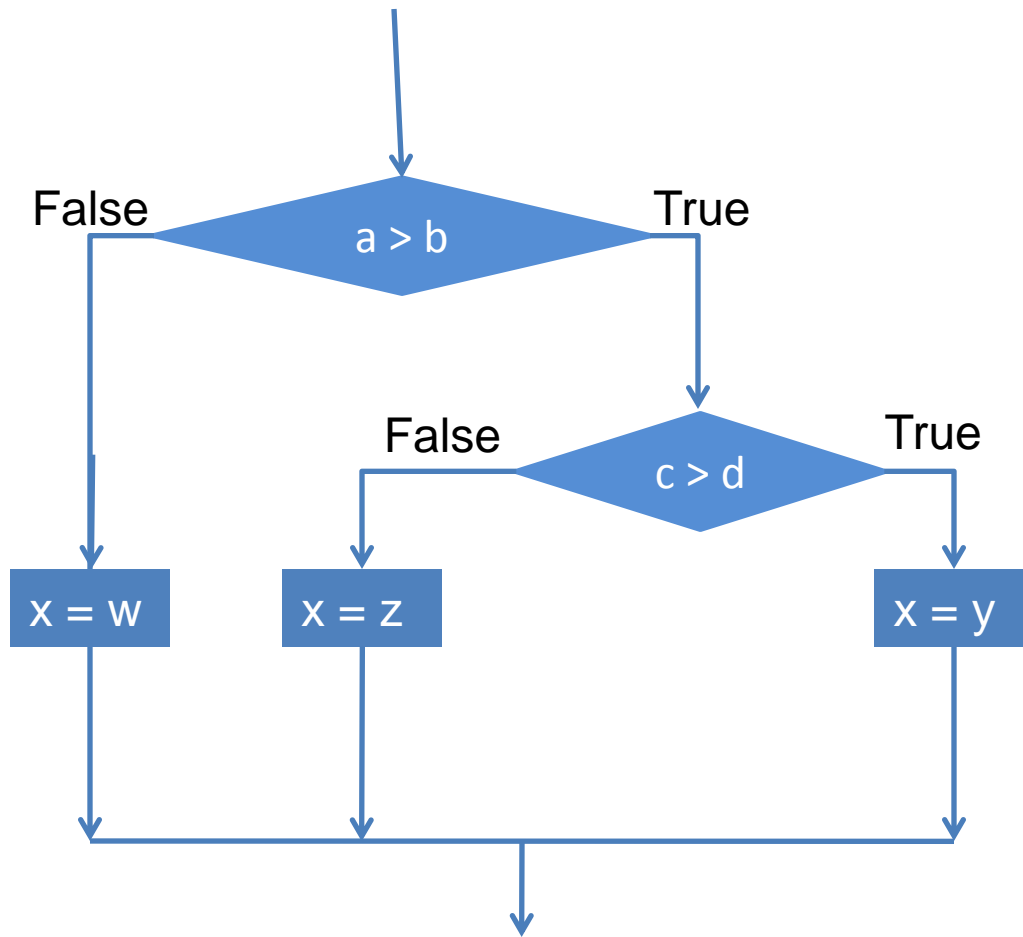 False
a > b
True
False
c > d
True
x = w
x = z
x = y